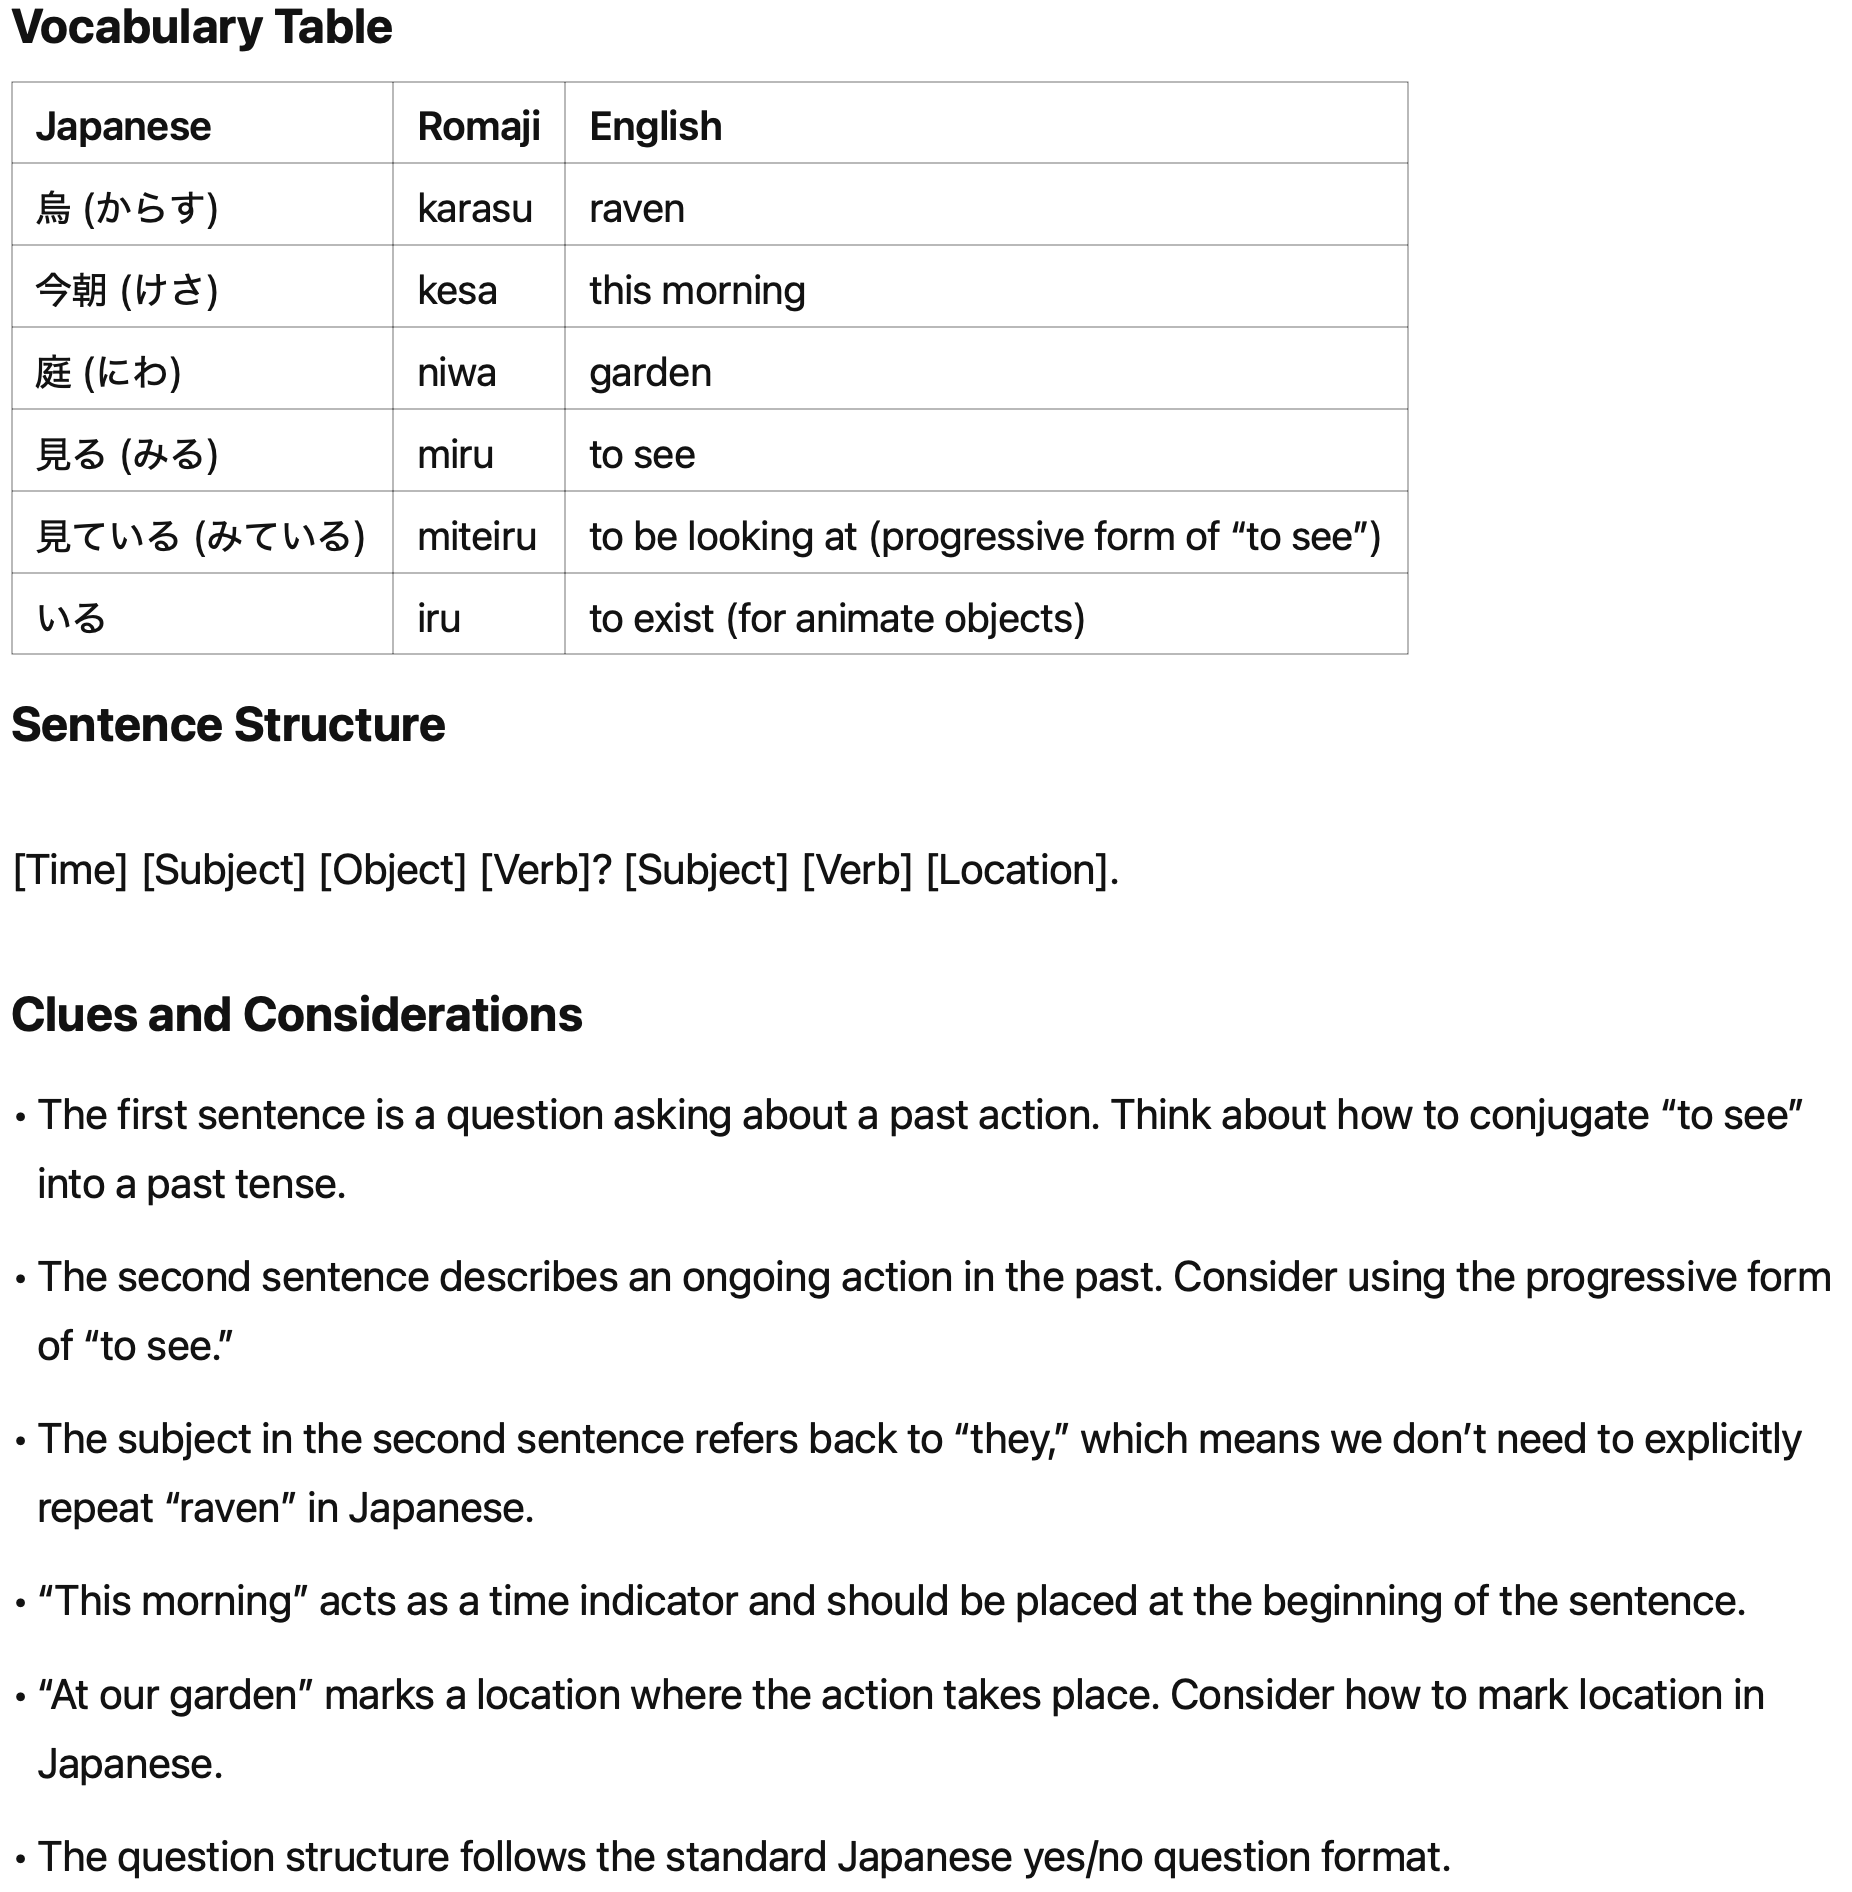 Vocabulary Table
Japanese Romaji English
烏 (からす) karasu raven
今朝 (けさ) kesa this morning
庭 (にわ) niwa garden
見る (みる) miru to see
見ている (みている) miteiru to be looking at (progressive form of “to see”)
いる iru to exist (for animate objects)
Sentence Structure
[Time] [Subject] [Object] [Verb]? [Subject] [Verb] [Location].
Clues and Considerations
• The first sentence is a question asking about a past action. Think about how to conjugate “to see”
into a past tense.
• The second sentence describes an ongoing action in the past. Consider using the progressive form
of “to see.”
• The subject in the second sentence refers back to “they,” which means we don’t need to explicitly
repeat “raven” in Japanese.
• “This morning” acts as a time indicator and should be placed at the beginning of the sentence.
• “At our garden” marks a location where the action takes place. Consider how to mark location in
Japanese.
• The question structure follows the standard Japanese yes/no question format.